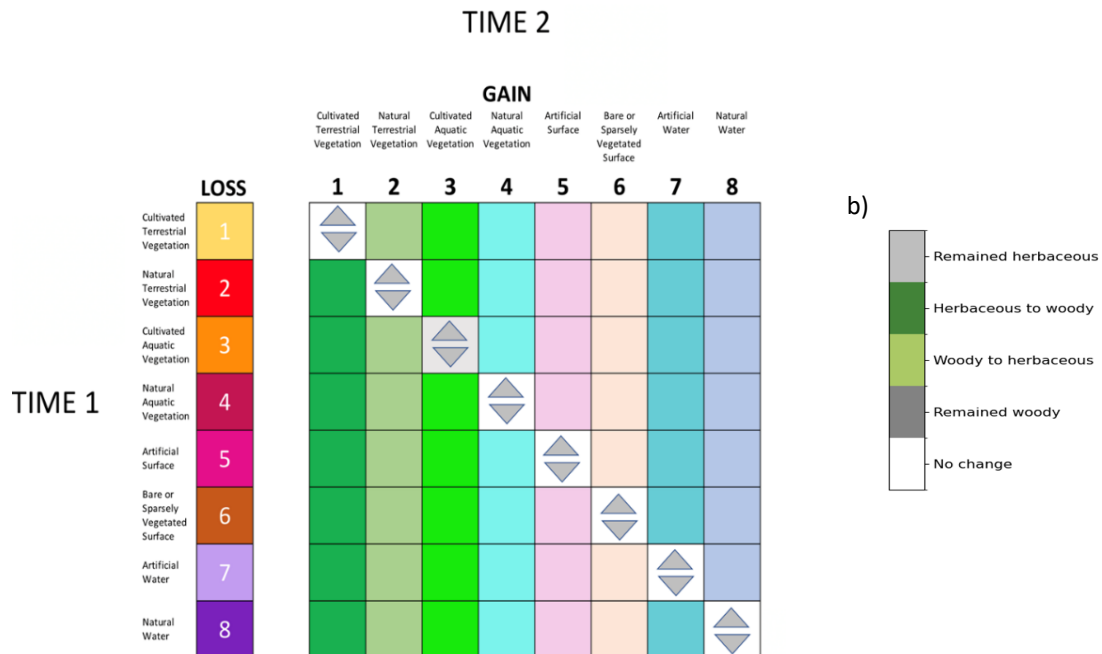 TIME 2
GAIN
Cultivated
Terrestrial
Vegetation
Natural
Terrestrial
Vegetation
Cultivated
Aquatic
Vegetation
Natural
Aquatic
Vegetation
Artificial
Surface
Bare or
Sparsely
Vegetated
Surface
Artificial
Water
Natural
Water
LOSS
1 2 3 4 5 6 7 8
Cultivated
Terrestrial
Vegetation
1
Natural
Terrestrial
Vegetation
2
Cultivated
Aquatic
Vegetation
3
TIME 1
Natural
Aquatic
Vegetation
4
Artificial
Surface
5
Bare or
Sparsely
Vegetated
Surface
6
Artificial
Water
7
Natural
Water
8
b)
Remained herbaceous
Herbaceous to woody
Woody to herbaceous
Remained woody
No change